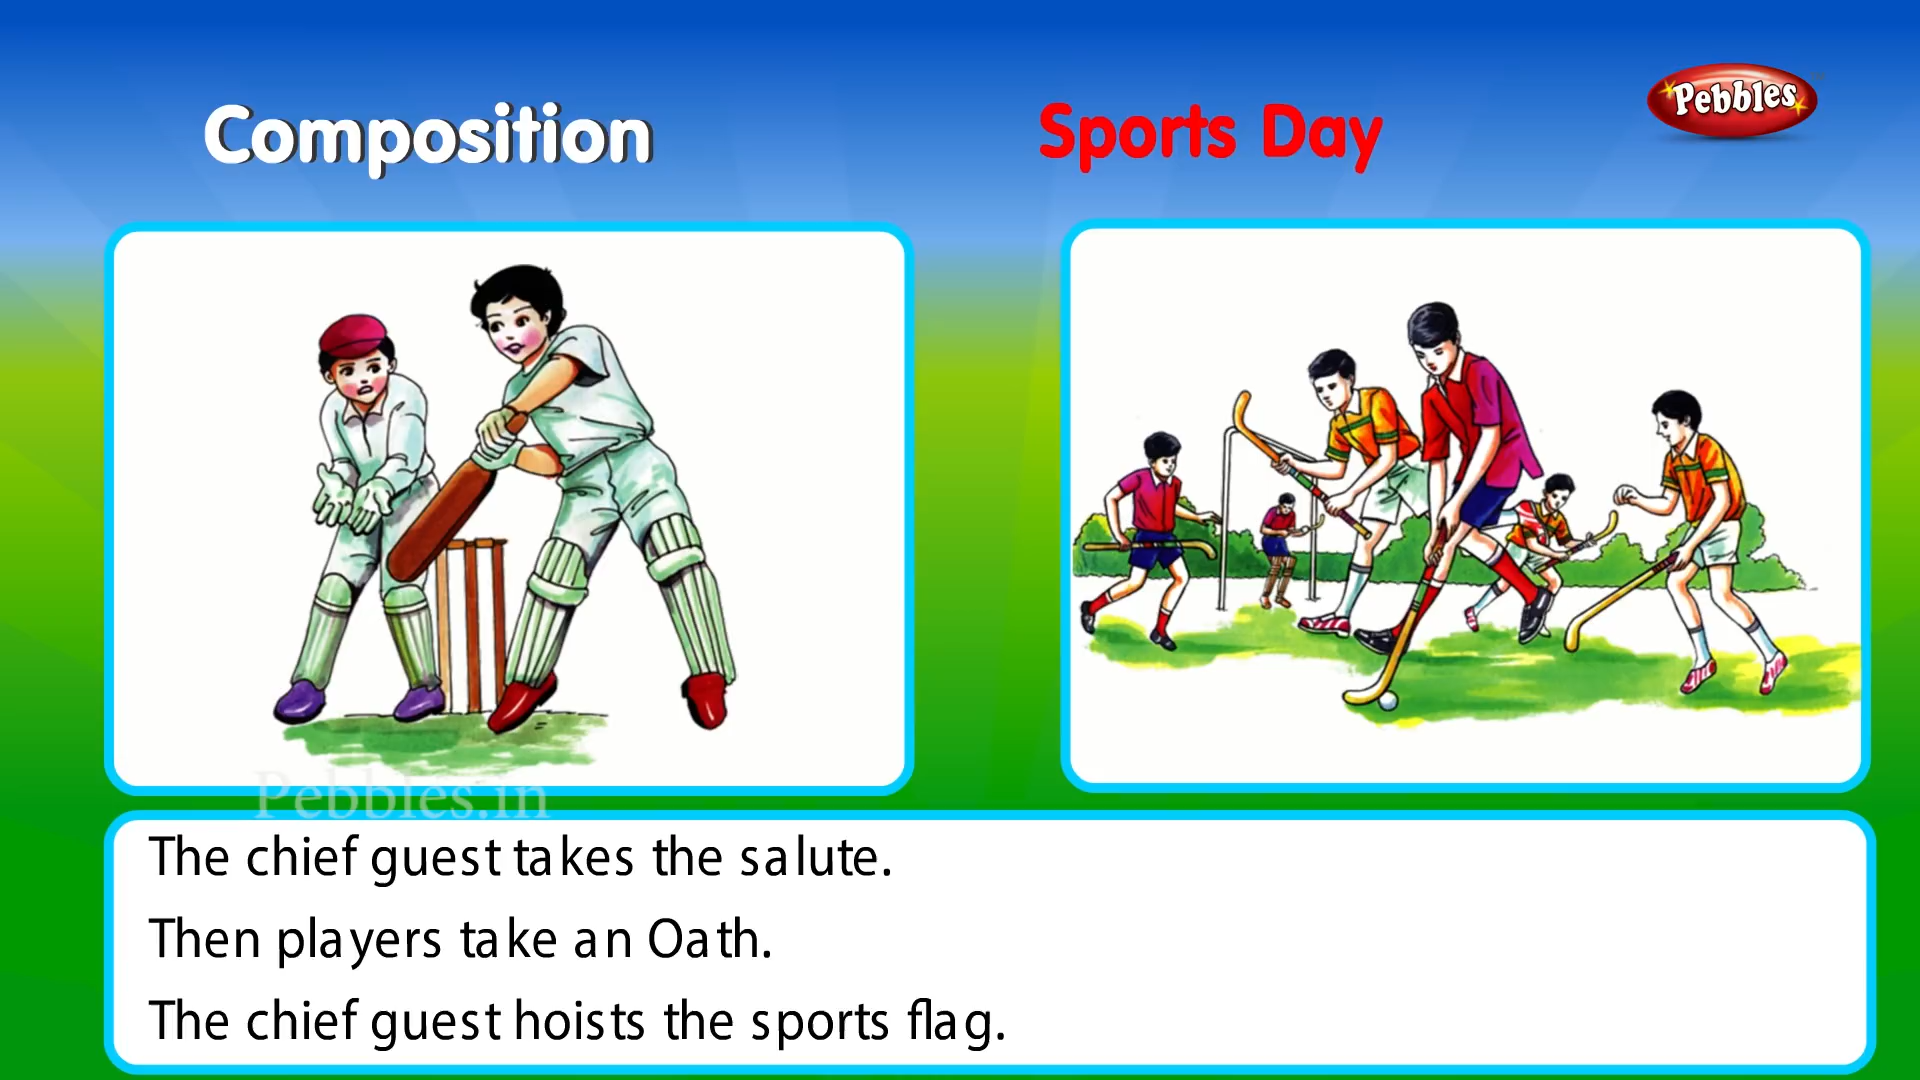 Composition
Sports Day
Pebbles
Pebbles.in
The chief guest takes the salute.
Then players take an Oath.
The chief guest hoists the sports flag.